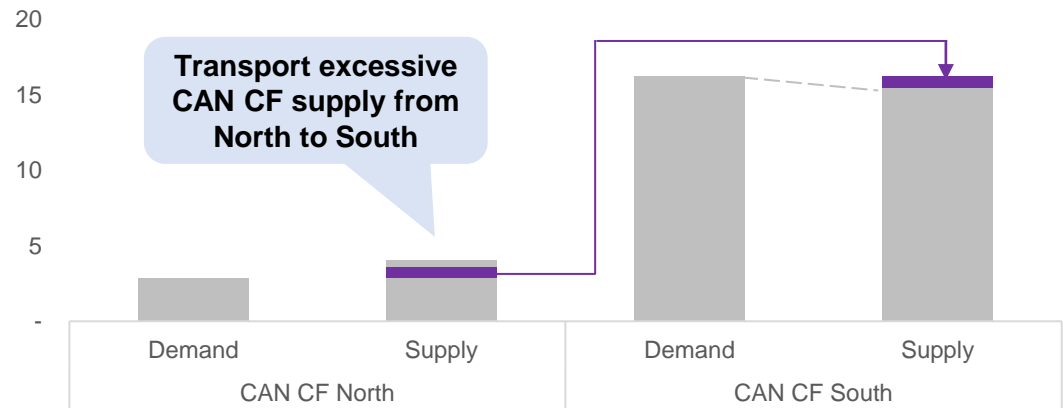 20
Transport excessive
CAN CF supply from
North to South
15
10
5
-
Demand
Supply
Demand
Supply
CAN CF North
CAN CF South